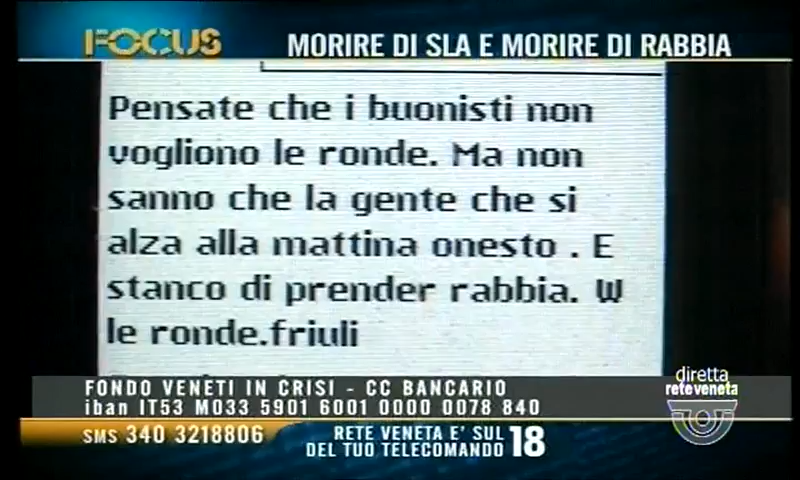 FOCUS
MORIRE DI SLA E MORIRE DI RABBIA
Pensate che i buonisti non
vogliono le ronde. Ma non
sanno che la gente che si
alza alla mattina onesto . E
stanco di prender rabbia. W
le ronde.friuli
FONDO VENETI IN CRISI - CC BANCARIO
iban IT53 M033 5901 6001 0000 0078 840
diretta
reteveneta
SMS 340 3218806
RETE VENETA E' SUL
DEL TUO TELECOMANDO 18